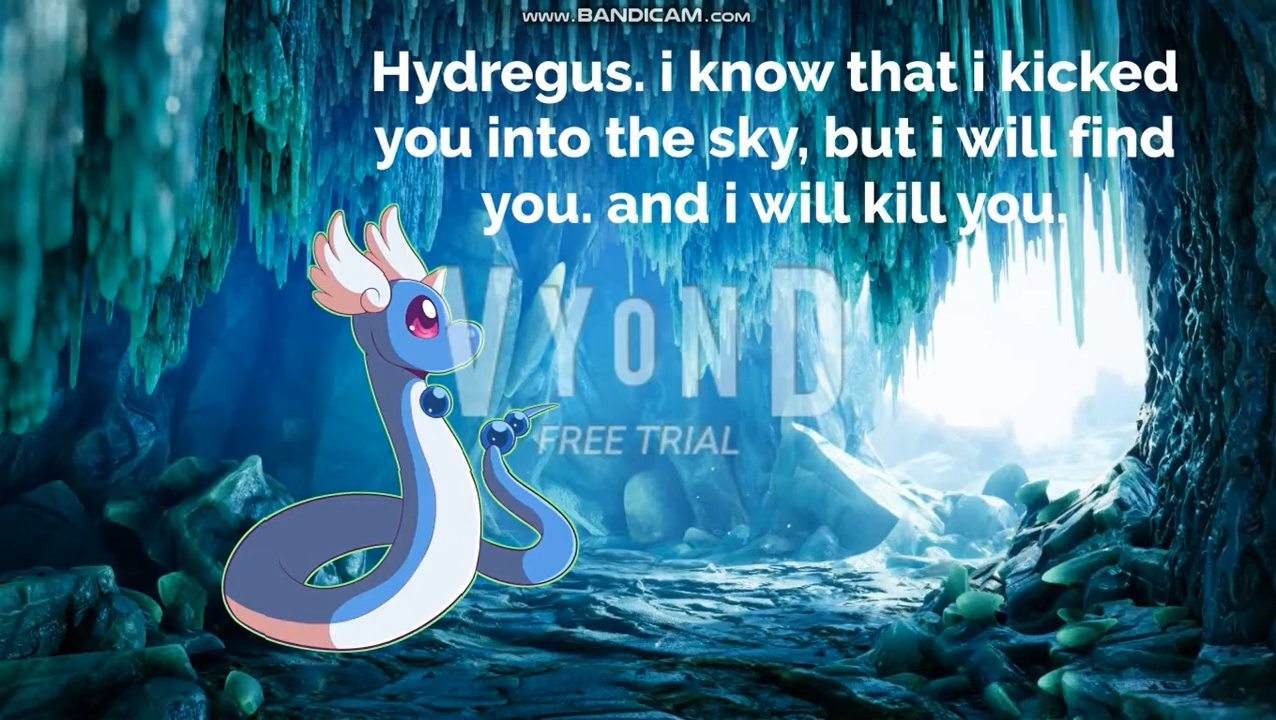 www.BANDICAM.com
Hydregus. i know that i kicked
you into the sky, but i will find
you. and i will kill you.
VYOND
FREE TRIAL